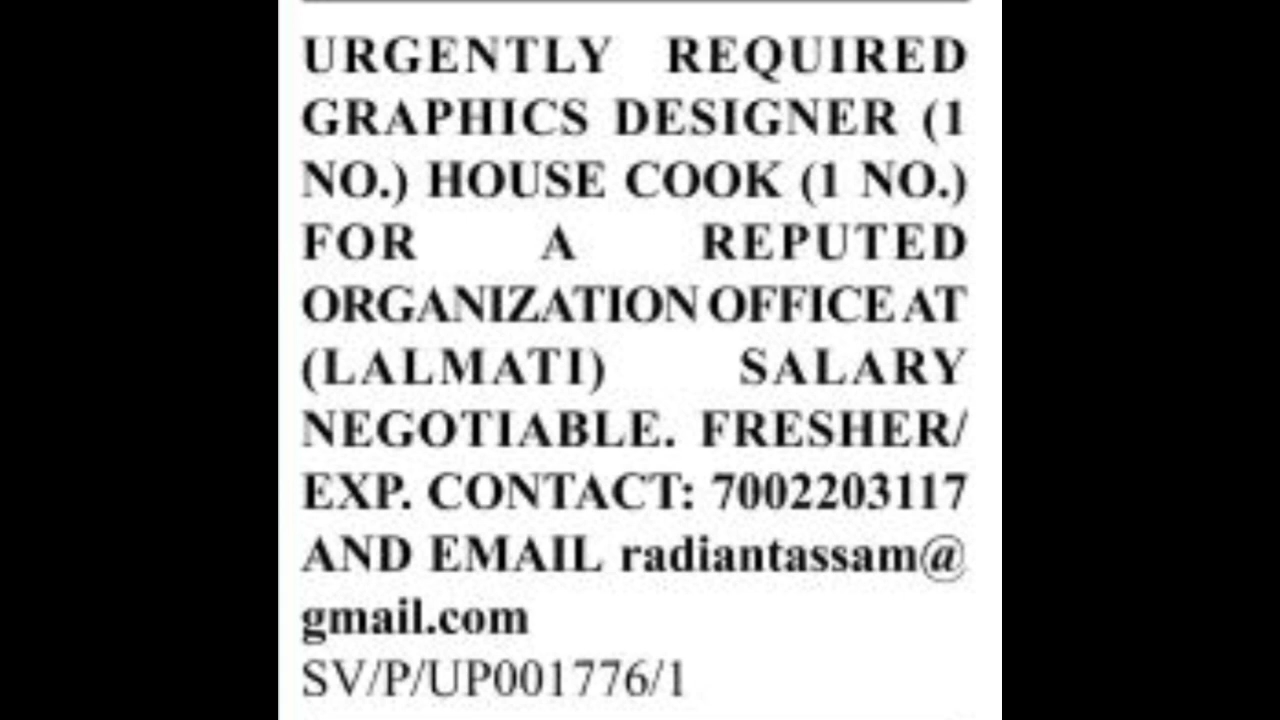 URGENTLY REQUIRED
GRAPHICS DESIGNER (1
NO.) HOUSE COOK (1 NO.)
FOR A REPUTED
ORGANIZATION OFFICE AT
(LALMATI) SALARY
NEGOTIABLE. FRESHER/
EXP. CONTACT: 7002203117
AND EMAIL radiantassam@
gmail.com
SV/P/UP001776/1